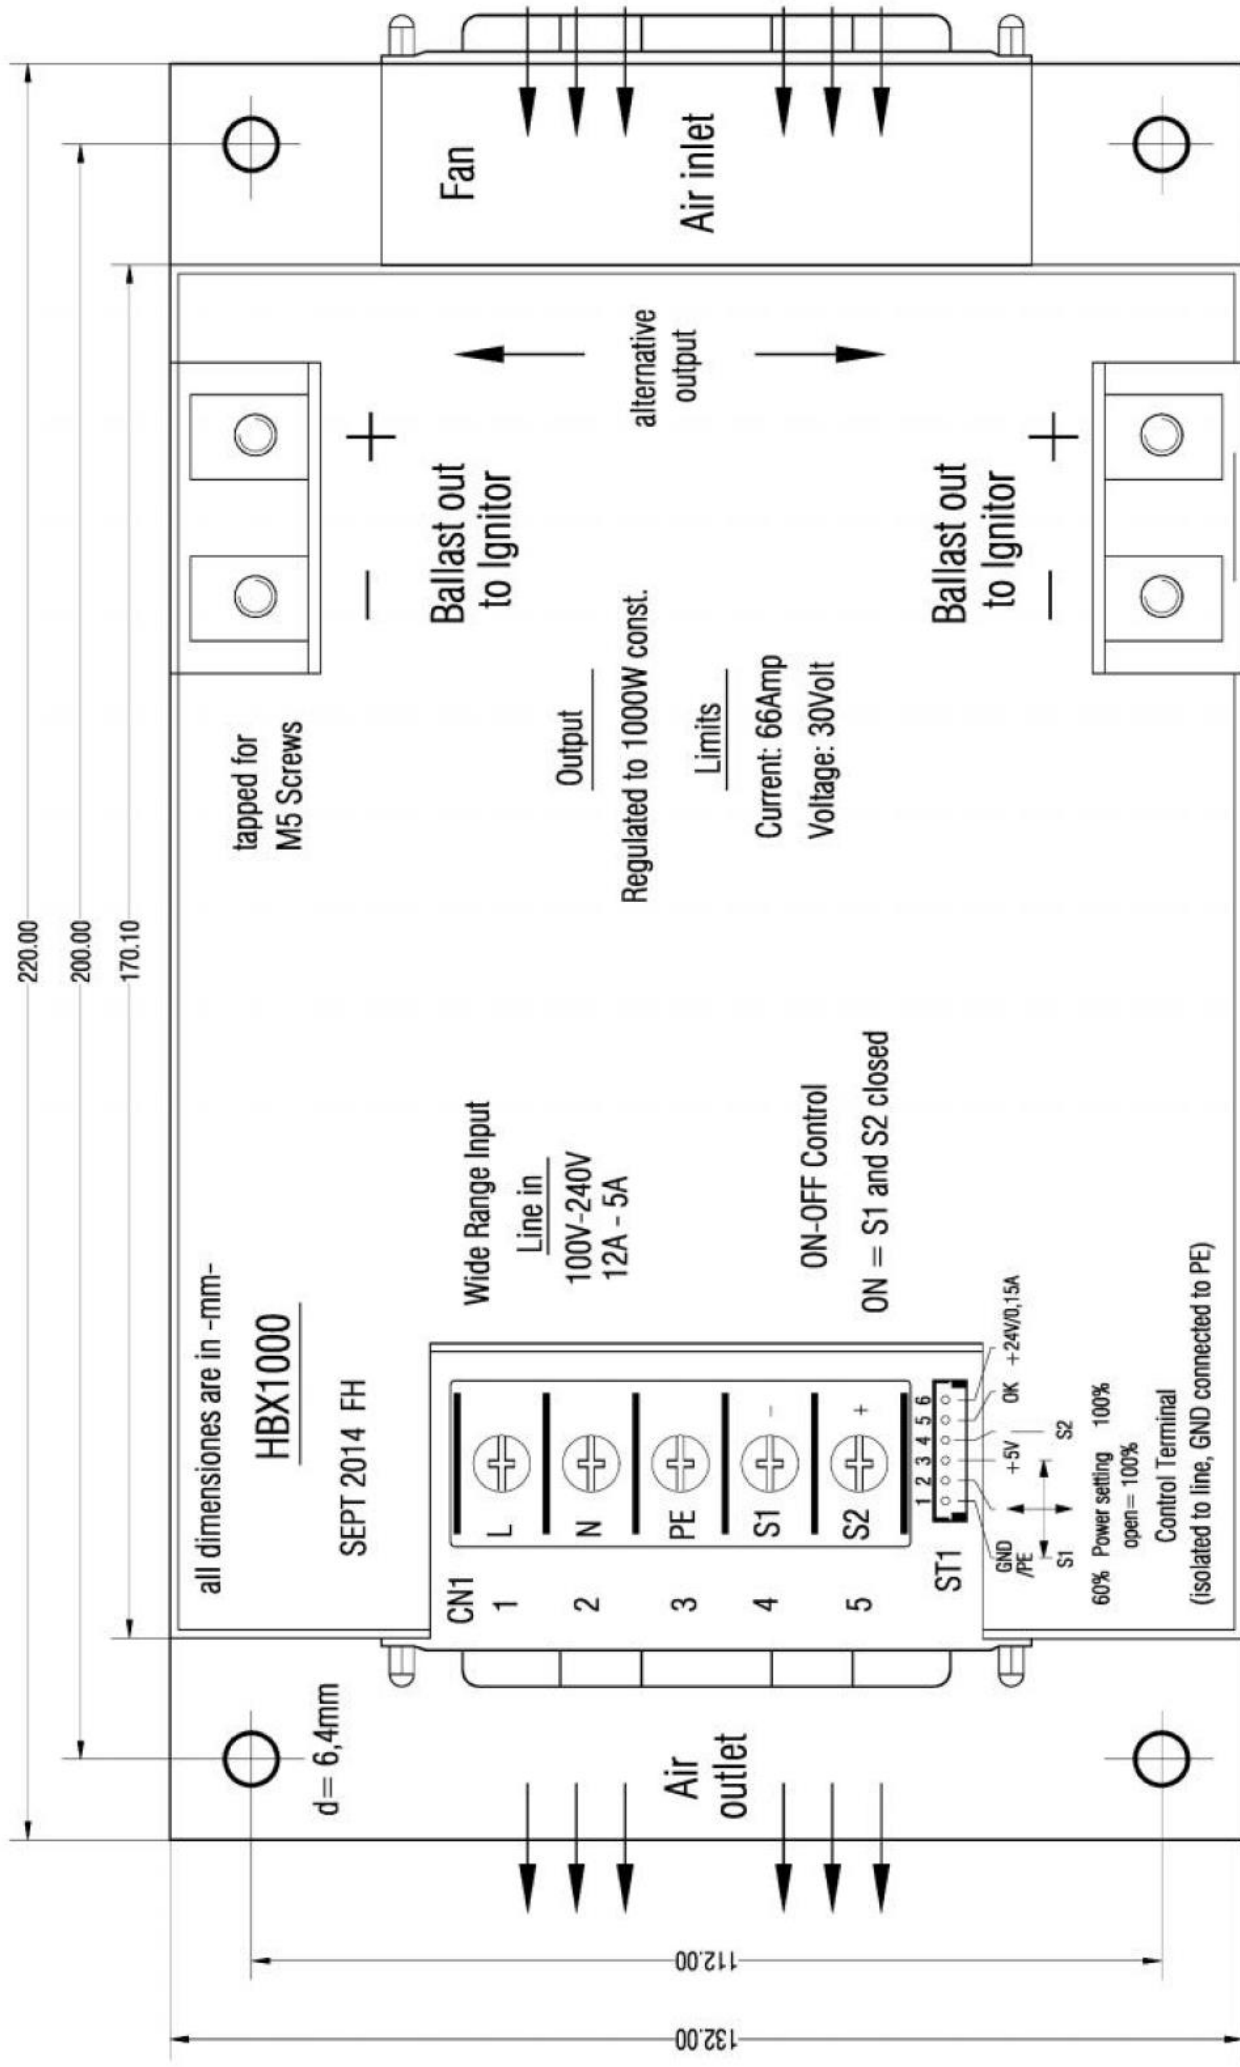 220.00
200.00
170.10
all dimensiones are in -mm-
HBX1000
SEPT 2014 FH
d= 6,4mm
tapped for
M5 Screws
- +
Ballast out
to Ignitor
Fan
Air inlet
alternative
output
Wide Range Input
Line in
100V-240V
12A - 5A
Output
Regulated to 1000W const.
Limits
Current: 66Amp
Voltage: 30Volt
ON-OFF Control
ON = S1 and S2 closed
CN1
1 L
2 N
3 PE
4 S1 -
5 S2 +
ST1
1 2 3 4 5 6
GND
/PE
+5V
OK
+24V/0,15A
S1
S2
60% Power setting 100%
open= 100%
Control Terminal
(isolated to line, GND connected to PE)
Ballast out
to Ignitor
- +
Air
outlet
112.00
132.00